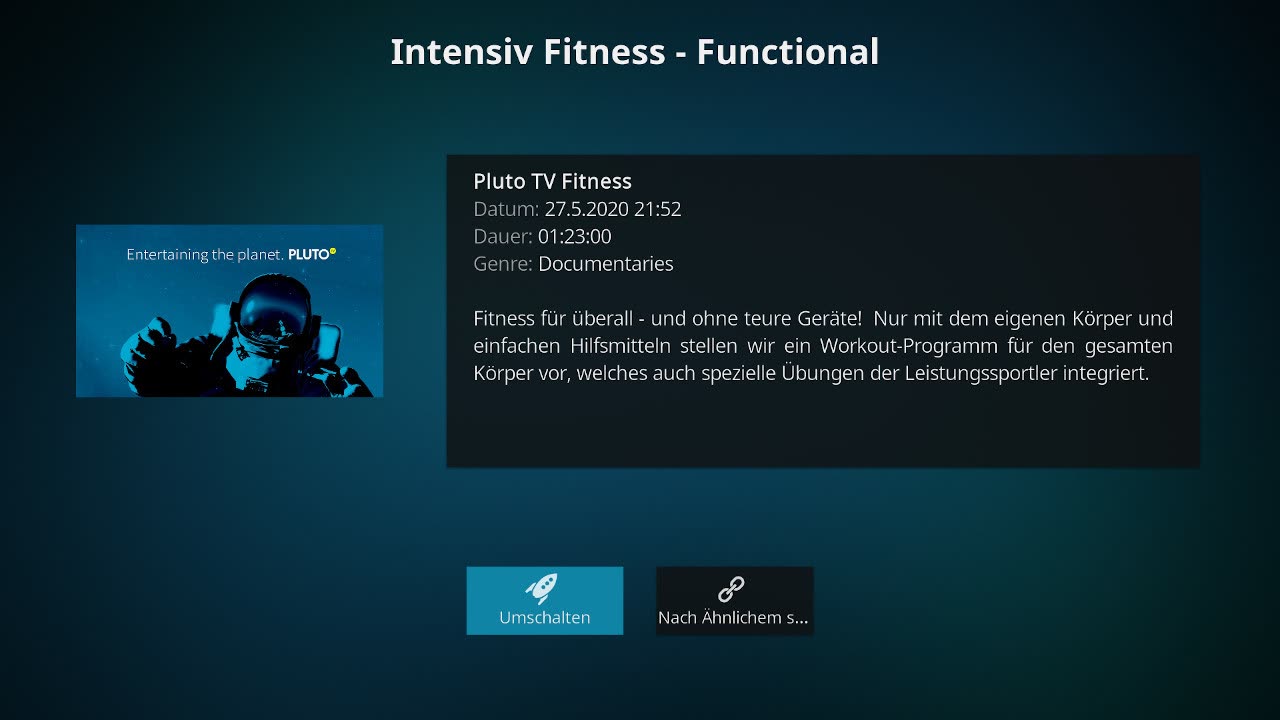 Intensiv Fitness - Functional
Entertaining the planet. PLUTO TV
Pluto TV Fitness
Datum: 27.5.2020 21:52
Dauer: 01:23:00
Genre: Documentaries
Fitness für überall - und ohne teure Geräte! Nur mit dem eigenen Körper und
einfachen Hilfsmitteln stellen wir ein Workout-Programm für den gesamten
Körper vor, welches auch spezielle Übungen der Leistungssportler integriert.
Umschalten
Nach Ähnlichem s...